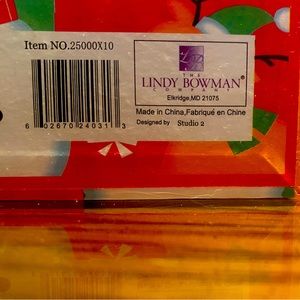 Item NO.25000X10
THE
LINDY BOWMAN®
COMPANY
Elkridge,MD 21075
Made in China,Fabriqué en Chine
Designed by Studio 2
6 02670 24031 3